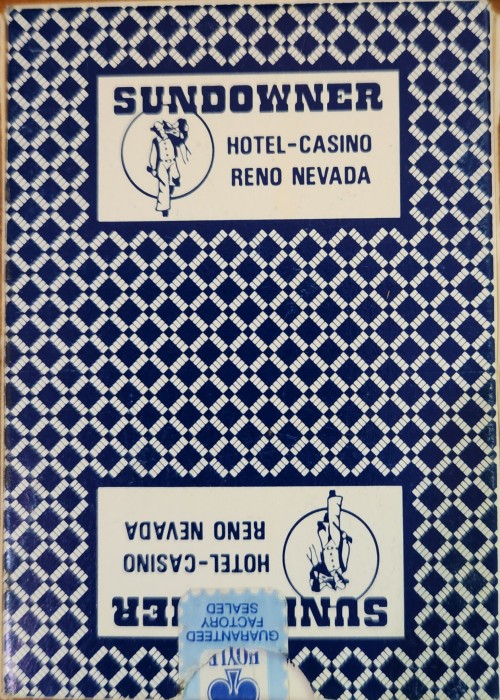 SUNDOWNER
HOTEL-CASINO
RENO NEVADA
RENO NEVADA
HOTEL-CASINO
GUARANTEED
FACTORY
SEALED